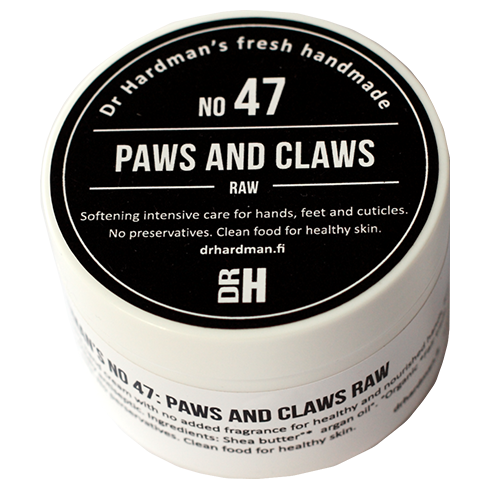 Dr Hardman's fresh handmade
NO 47
PAWS AND CLAWS
RAW
Softening intensive care for hands, feet and cuticles.
No preservatives. Clean food for healthy skin.
drhardman.fi
DR H
NO 47: PAWS AND CLAWS RAW
cream with no added fragrance for healthy and nourished
Ingredients: Shea butter** argan oil*. *Organic
Clean food for healthy skin.